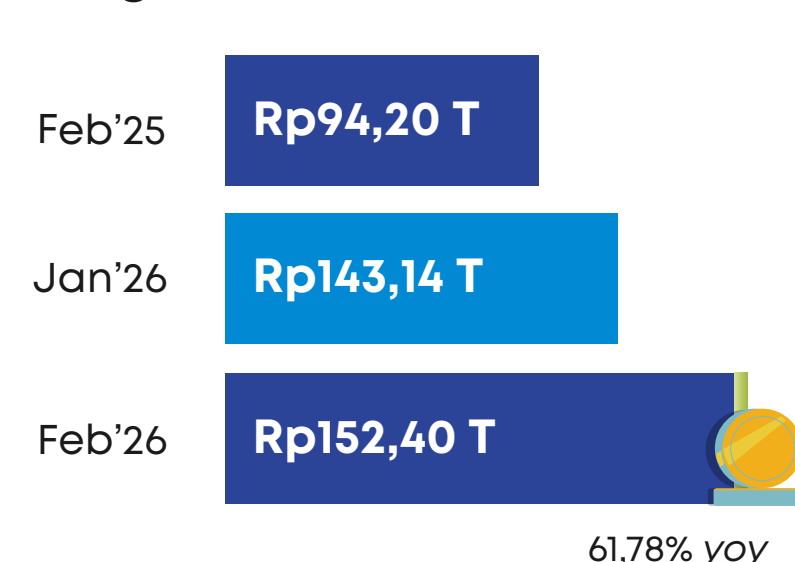 Feb’25
Rp94,20 T
Jan’26
Rp143,14 T
Feb’26
Rp152,40 T
61,78% yoy